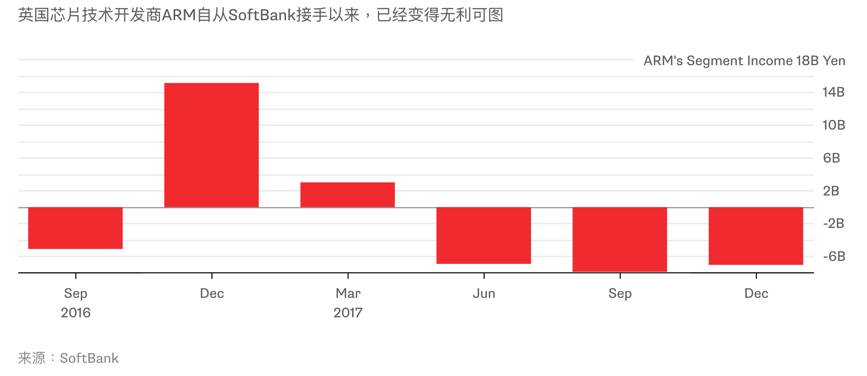 英国芯片技术开发商ARM自从SoftBank接手以来，已经变得无利可图
ARM's Segment Income 18B Yen
14B
10B
6B
2B
-2B
-6B
Sep Dec Mar Jun Sep Dec
2016 2017
来源：SoftBank